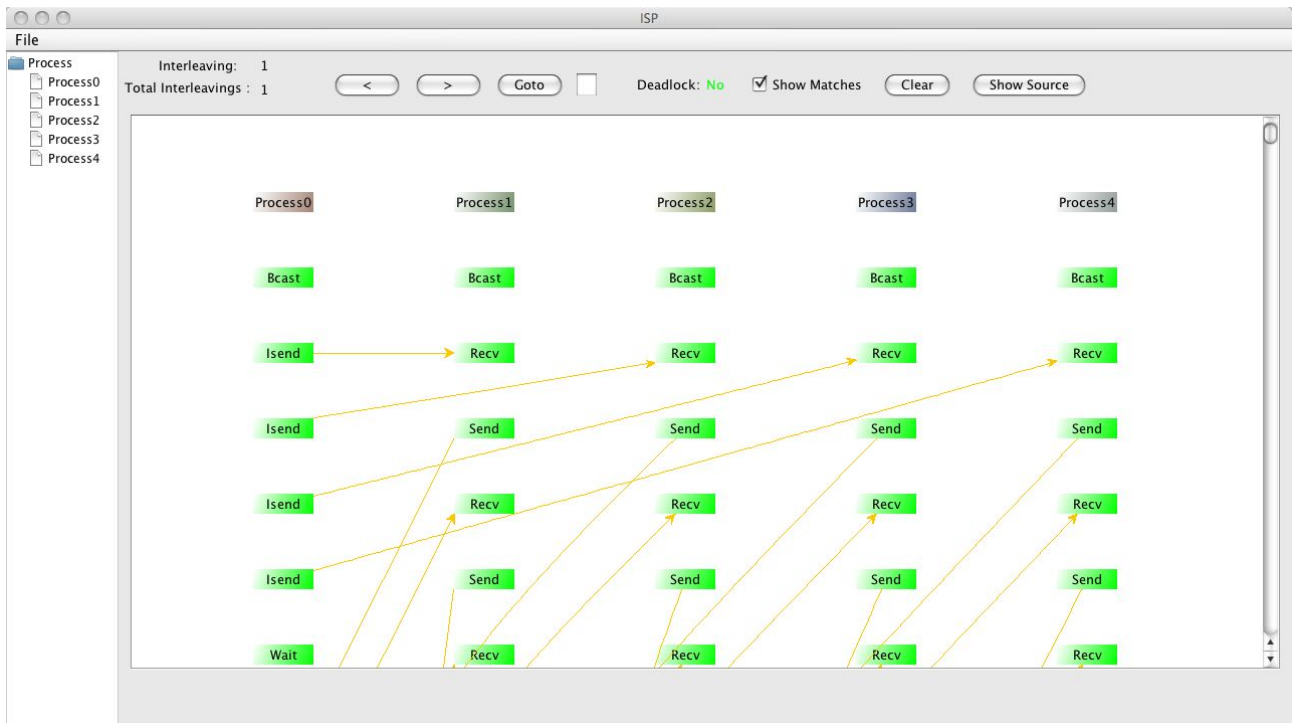 ISP
File
Process
Process0
Process1
Process2
Process3
Process4
Interleaving: 1
Total Interleavings : 1
< > Goto Deadlock: No Show Matches Clear Show Source
Process0 Process1 Process2 Process3 Process4
Bcast Bcast Bcast Bcast Bcast
Isend Recv Recv Recv Recv
Isend Send Send Send Send
Isend Recv Recv Recv Recv
Isend Send Send Send Send
Wait Recv Recv Recv Recv